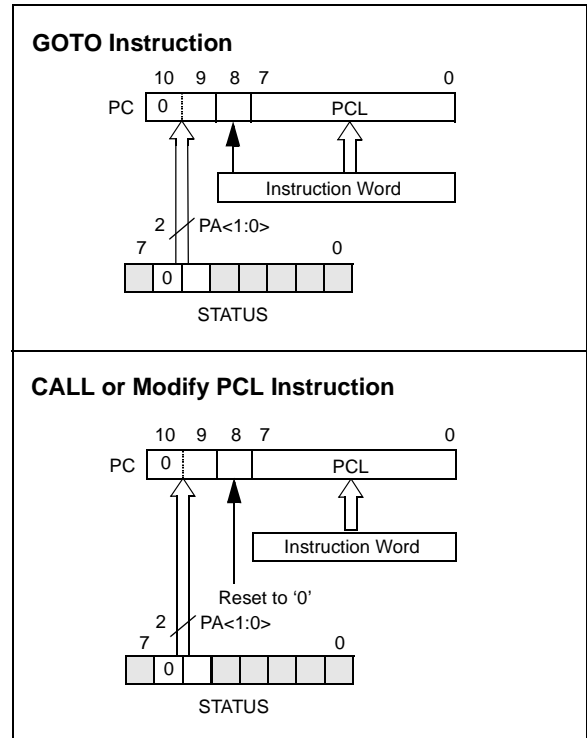 GOTO Instruction
10 9 8 7 0
PC 0 PCL
Instruction Word
2 PA<1:0>
7 0
0
STATUS
CALL or Modify PCL Instruction
10 9 8 7 0
PC 0 PCL
Instruction Word
Reset to ‘0’
2 PA<1:0>
7 0
0
STATUS